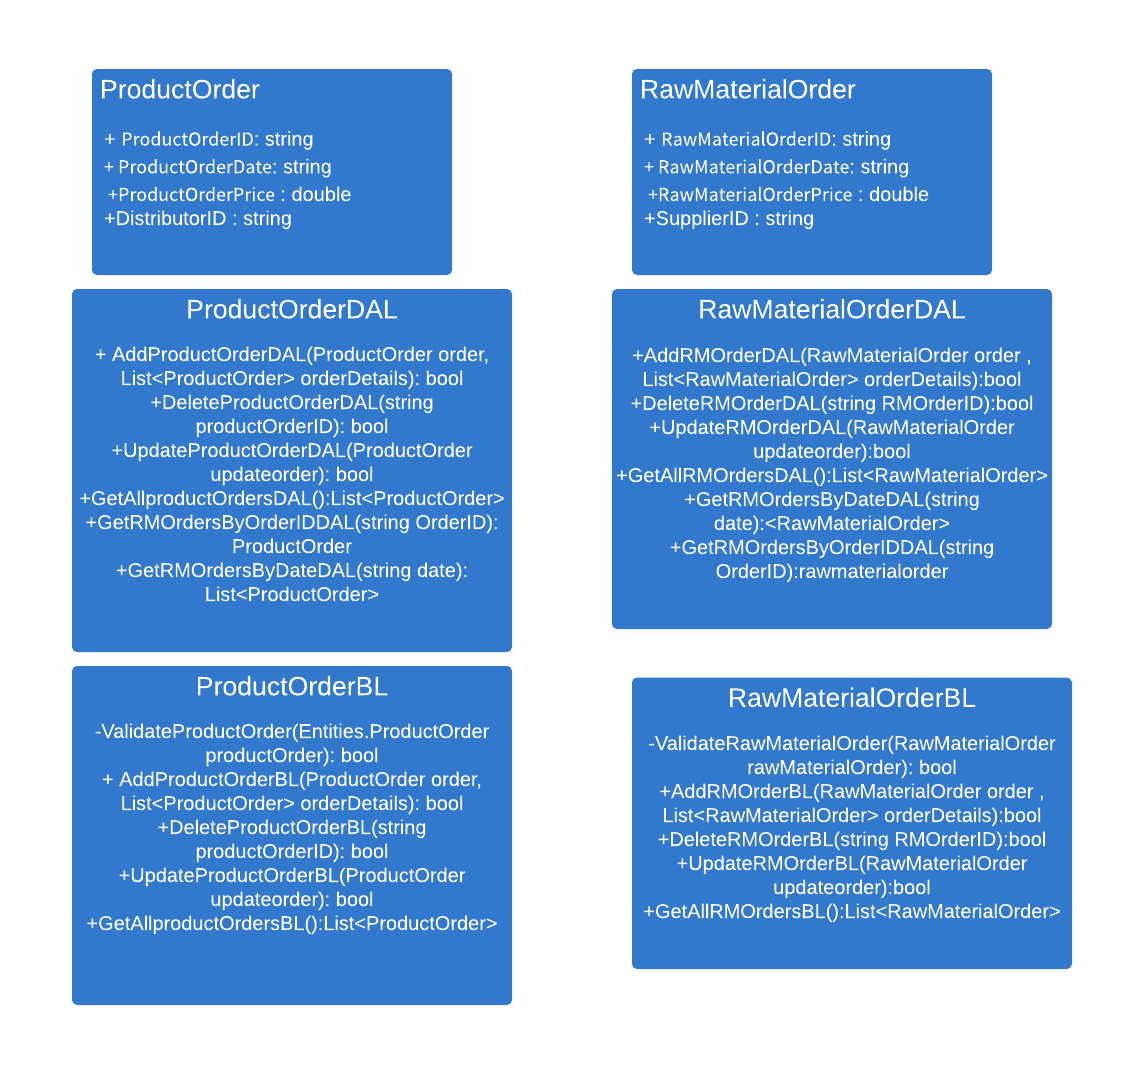 ProductOrder
+ ProductOrderID: string
+ ProductOrderDate: string
+ProductOrderPrice : double
+DistributorID : string
RawMaterialOrder
+ RawMaterialOrderID: string
+ RawMaterialOrderDate: string
+RawMaterialOrderPrice : double
+SupplierID : string
ProductOrderDAL
+ AddProductOrderDAL(ProductOrder order,
List<ProductOrder> orderDetails): bool
+DeleteProductOrderDAL(string
productOrderID): bool
+UpdateProductOrderDAL(ProductOrder
updateorder): bool
+GetAllproductOrdersDAL():List<ProductOrder>
+GetRMOrdersByOrderIDDAL(string OrderID):
ProductOrder
+GetRMOrdersByDateDAL(string date):
List<ProductOrder>
RawMaterialOrderDAL
+AddRMOrderDAL(RawMaterialOrder order ,
List<RawMaterialOrder> orderDetails):bool
+DeleteRMOrderDAL(string RMOrderID):bool
+UpdateRMOrderDAL(RawMaterialOrder
updateorder):bool
+GetAllRMOrdersDAL():List<RawMaterialOrder>
+GetRMOrdersByDateDAL(string
date):<RawMaterialOrder>
+GetRMOrdersByOrderIDDAL(string
OrderID):rawmaterialorder
ProductOrderBL
-ValidateProductOrder(Entities.ProductOrder
productOrder): bool
+ AddProductOrderBL(ProductOrder order,
List<ProductOrder> orderDetails): bool
+DeleteProductOrderBL(string
productOrderID): bool
+UpdateProductOrderBL(ProductOrder
updateorder): bool
+GetAllproductOrdersBL():List<ProductOrder>
RawMaterialOrderBL
-ValidateRawMaterialOrder(RawMaterialOrder
rawMaterialOrder): bool
+AddRMOrderBL(RawMaterialOrder order ,
List<RawMaterialOrder> orderDetails):bool
+DeleteRMOrderBL(string RMOrderID):bool
+UpdateRMOrderBL(RawMaterialOrder
updateorder):bool
+GetAllRMOrdersBL():List<RawMaterialOrder>